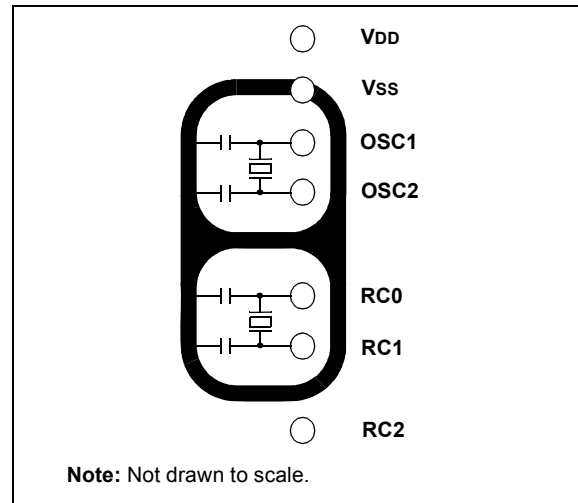 VDD
VSS
OSC1
OSC2
RC0
RC1
RC2
Note: Not drawn to scale.